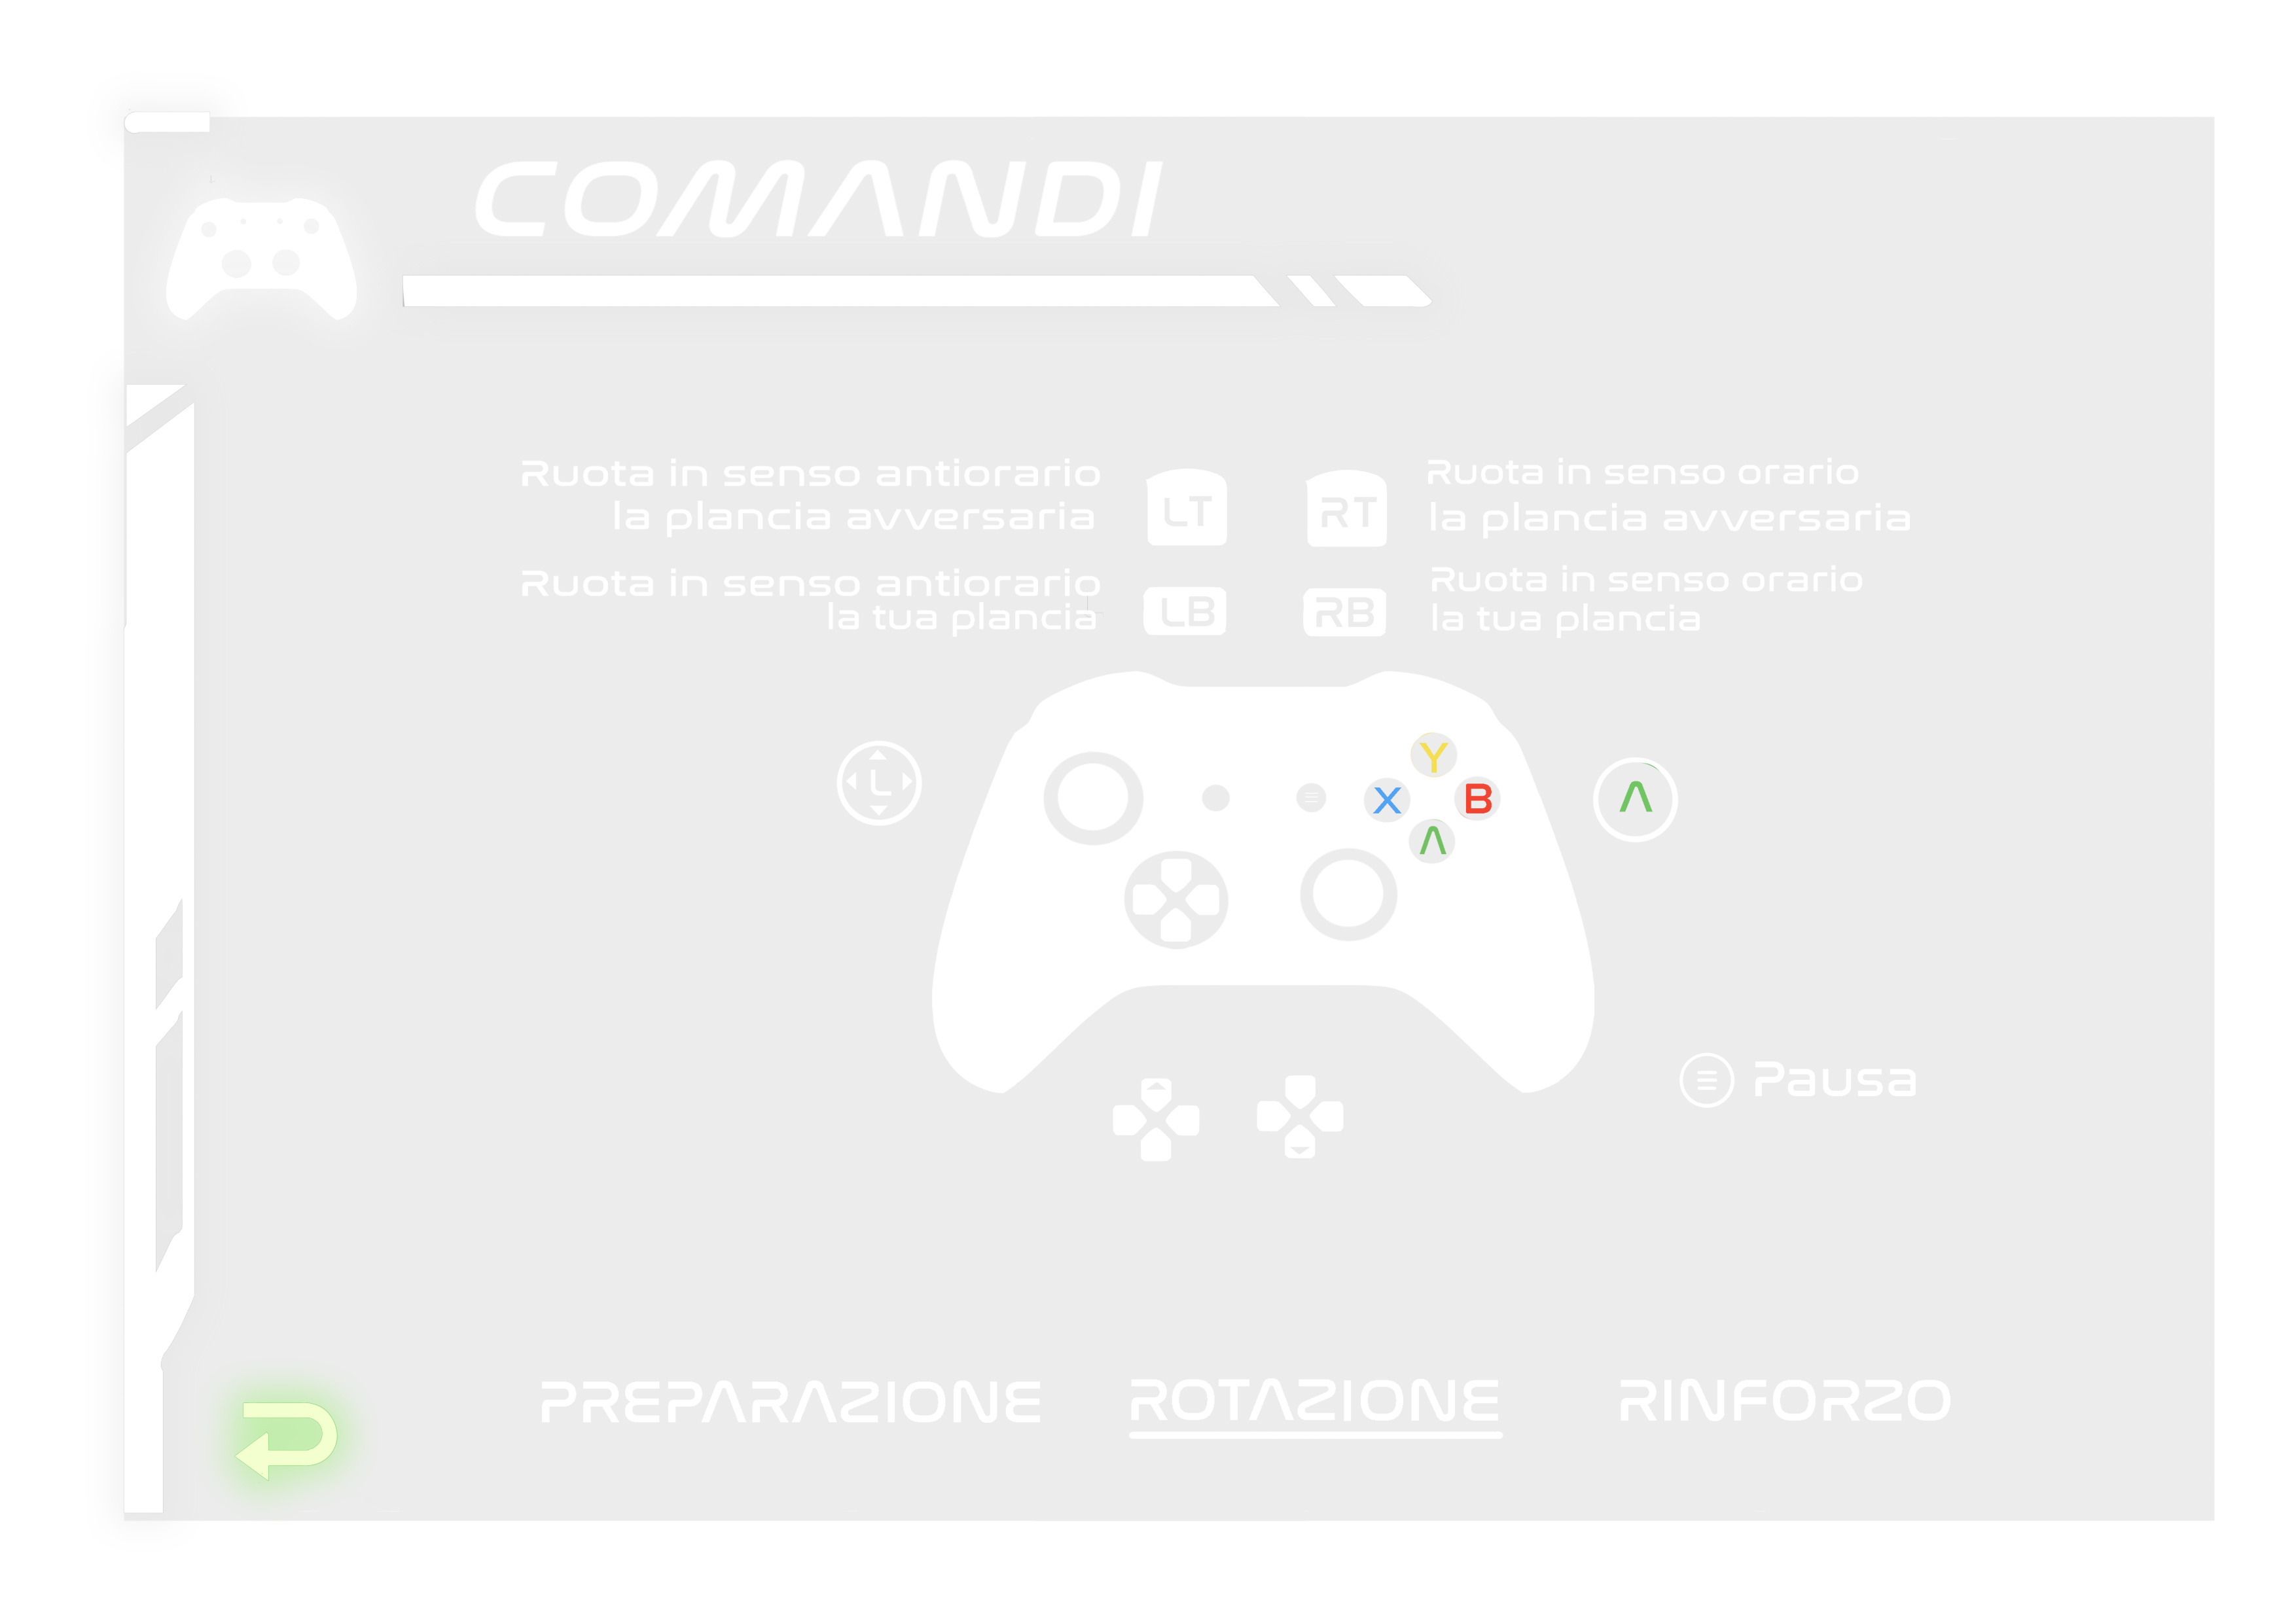 COMANDI
Ruota in senso antiorario
la plancia avversaria
LT
RT
Ruota in senso orario
la plancia avversaria
Ruota in senso antiorario
la tua plancia
LB
RB
Ruota in senso orario
la tua plancia
L
Y
X
B
A
A
Pausa
PREPARAZIONE
ROTAZIONE
RIINFORZO